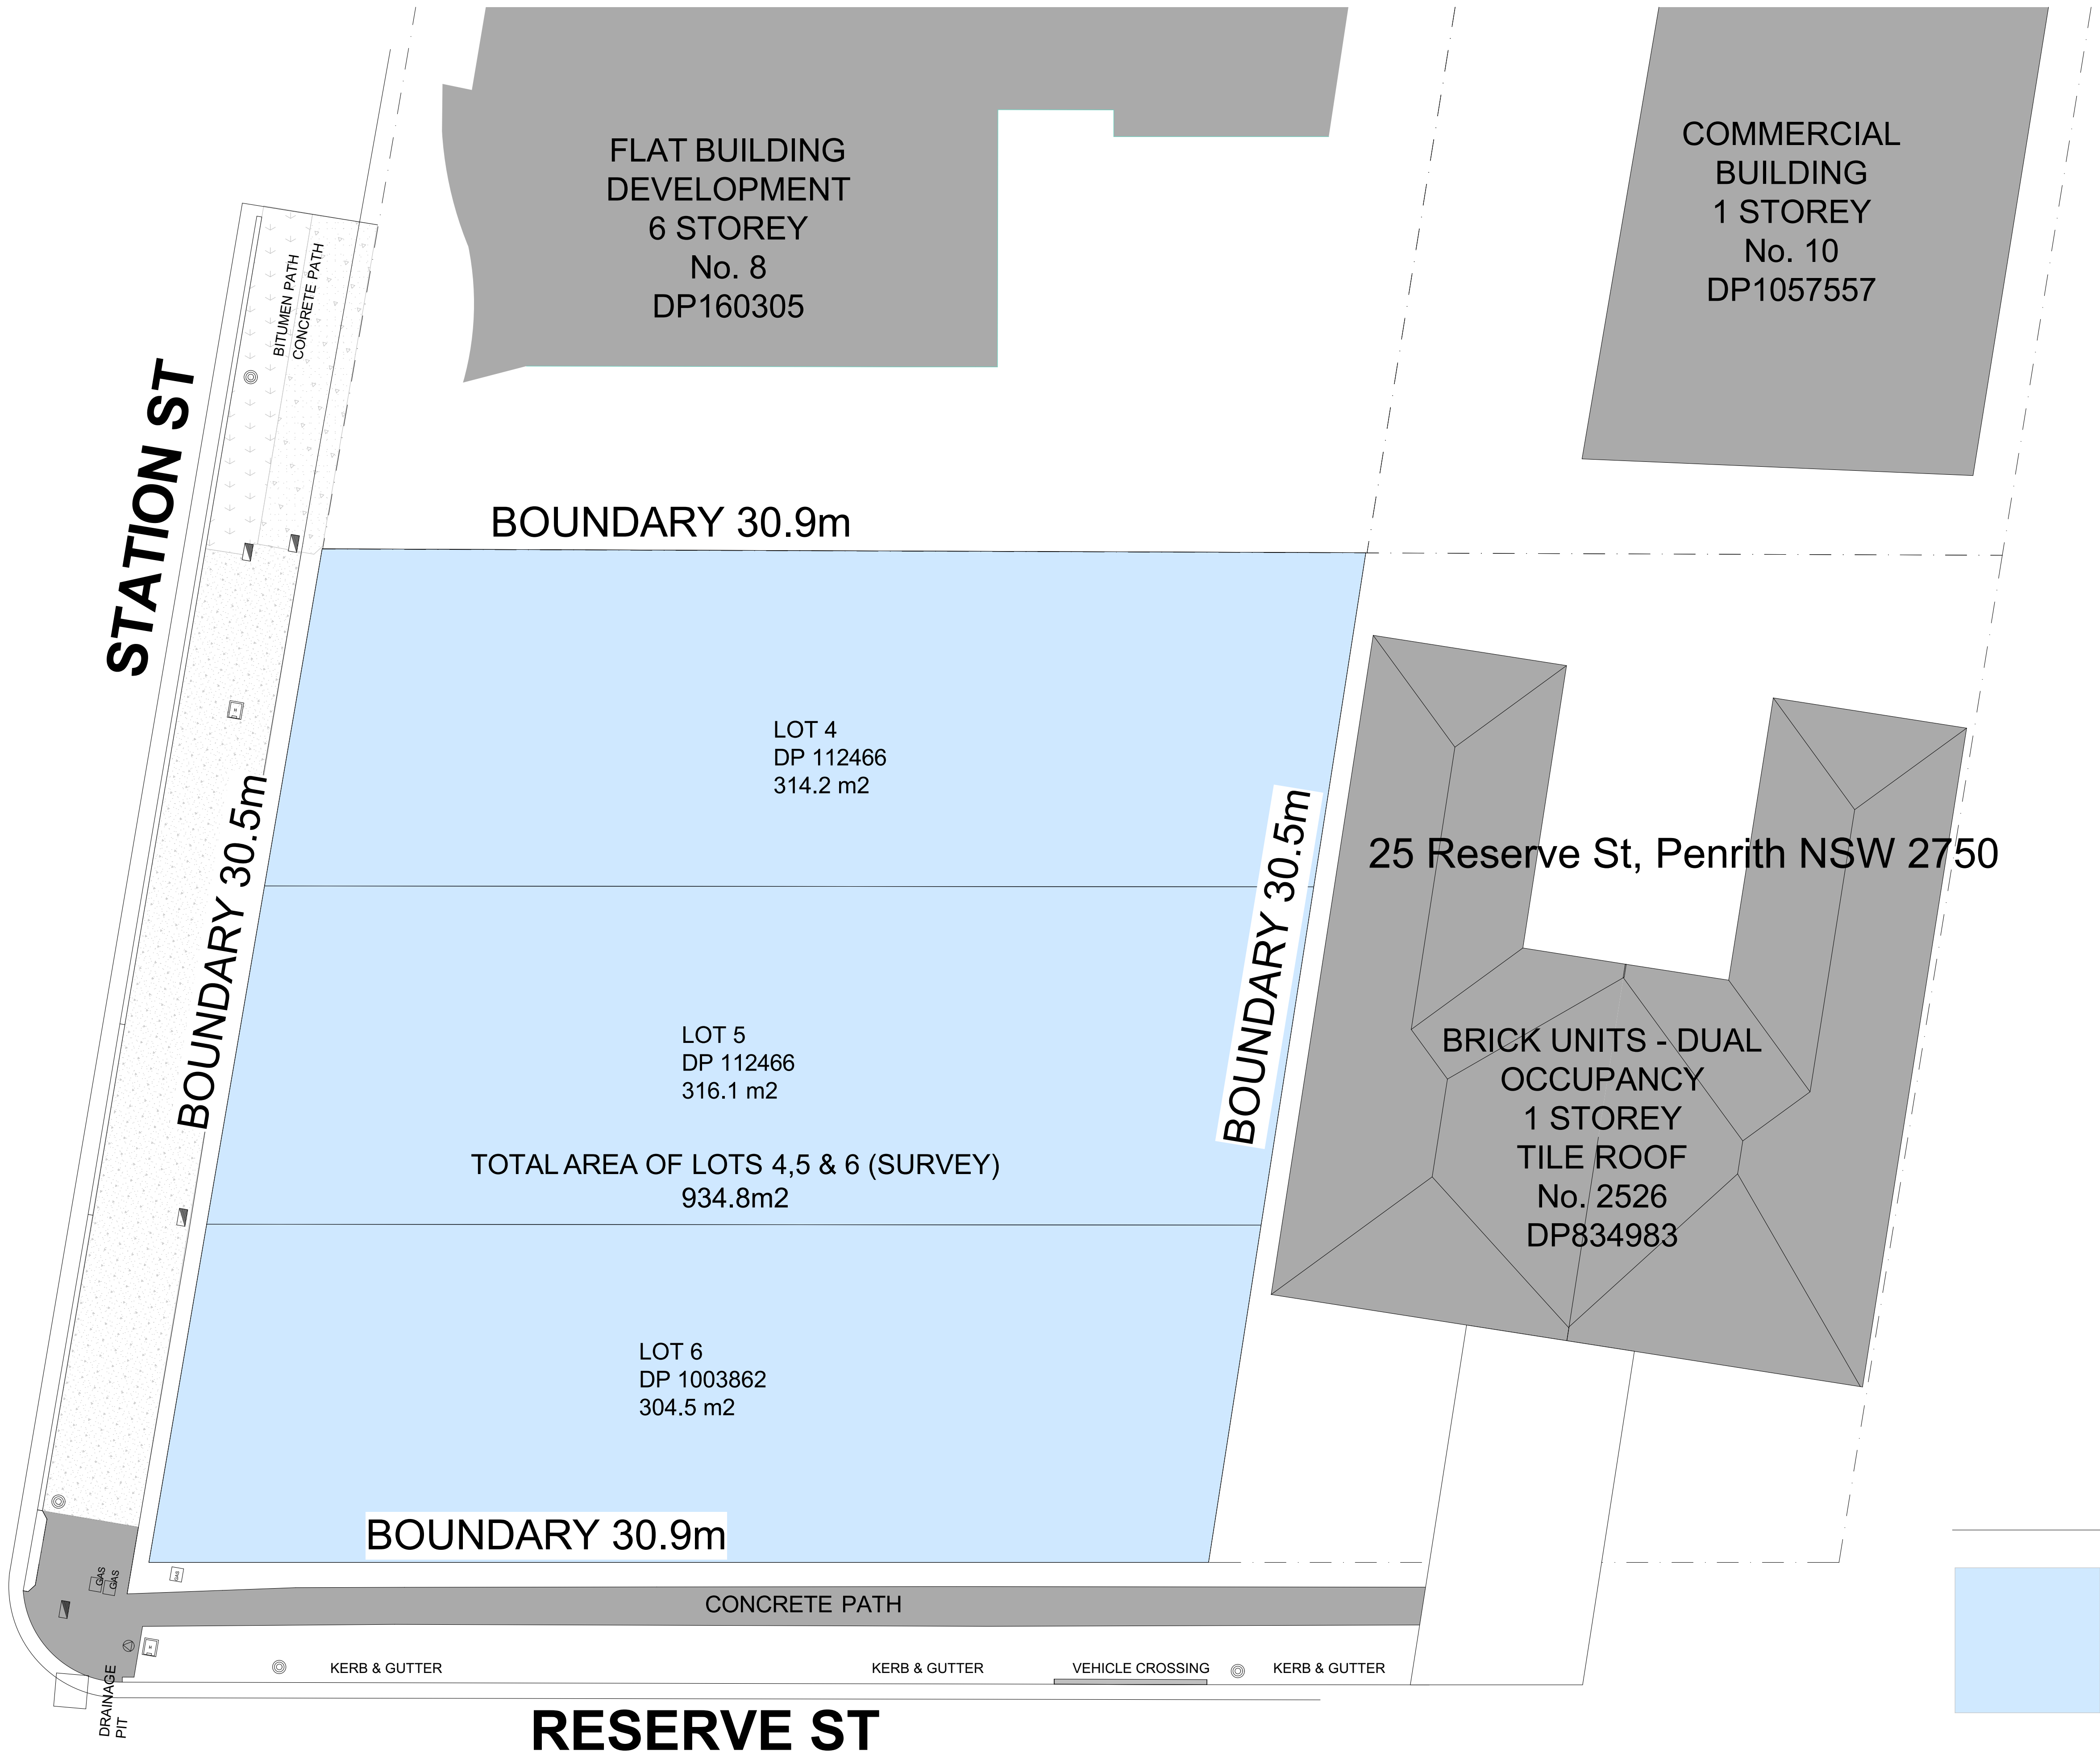 FLAT BUILDING
DEVELOPMENT
6 STOREY
No. 8
DP160305
COMMERCIAL
BUILDING
1 STOREY
No. 10
DP1057557
BITUMEN PATH
CONCRETE PATH
STATION ST
BOUNDARY 30.9m
LOT 4
DP 112466
314.2 m2
BOUNDARY 30.5m
BOUNDARY 30.5m
25 Reserve St, Penrith NSW 2750
LOT 5
DP 112466
316.1 m2
TOTAL AREA OF LOTS 4,5 & 6 (SURVEY)
934.8m2
BRICK UNITS - DUAL
OCCUPANCY
1 STOREY
TILE ROOF
No. 2526
DP834983
LOT 6
DP 1003862
304.5 m2
BOUNDARY 30.9m
GAS
GAS
GAS
CONCRETE PATH
KERB & GUTTER
KERB & GUTTER
VEHICLE CROSSING
KERB & GUTTER
DRAINAGE
PIT
RESERVE ST